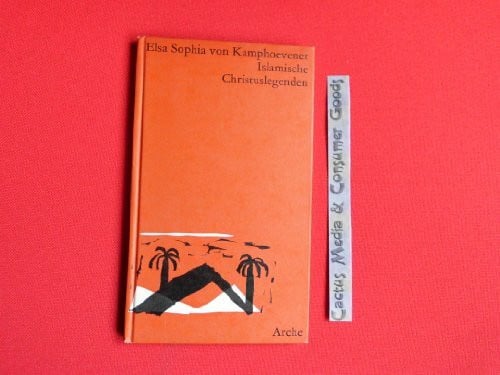 Elsa Sophia von Kamphoevener
Islamische
Christuslegenden
Arche
Cactus Media & Consumer Goods